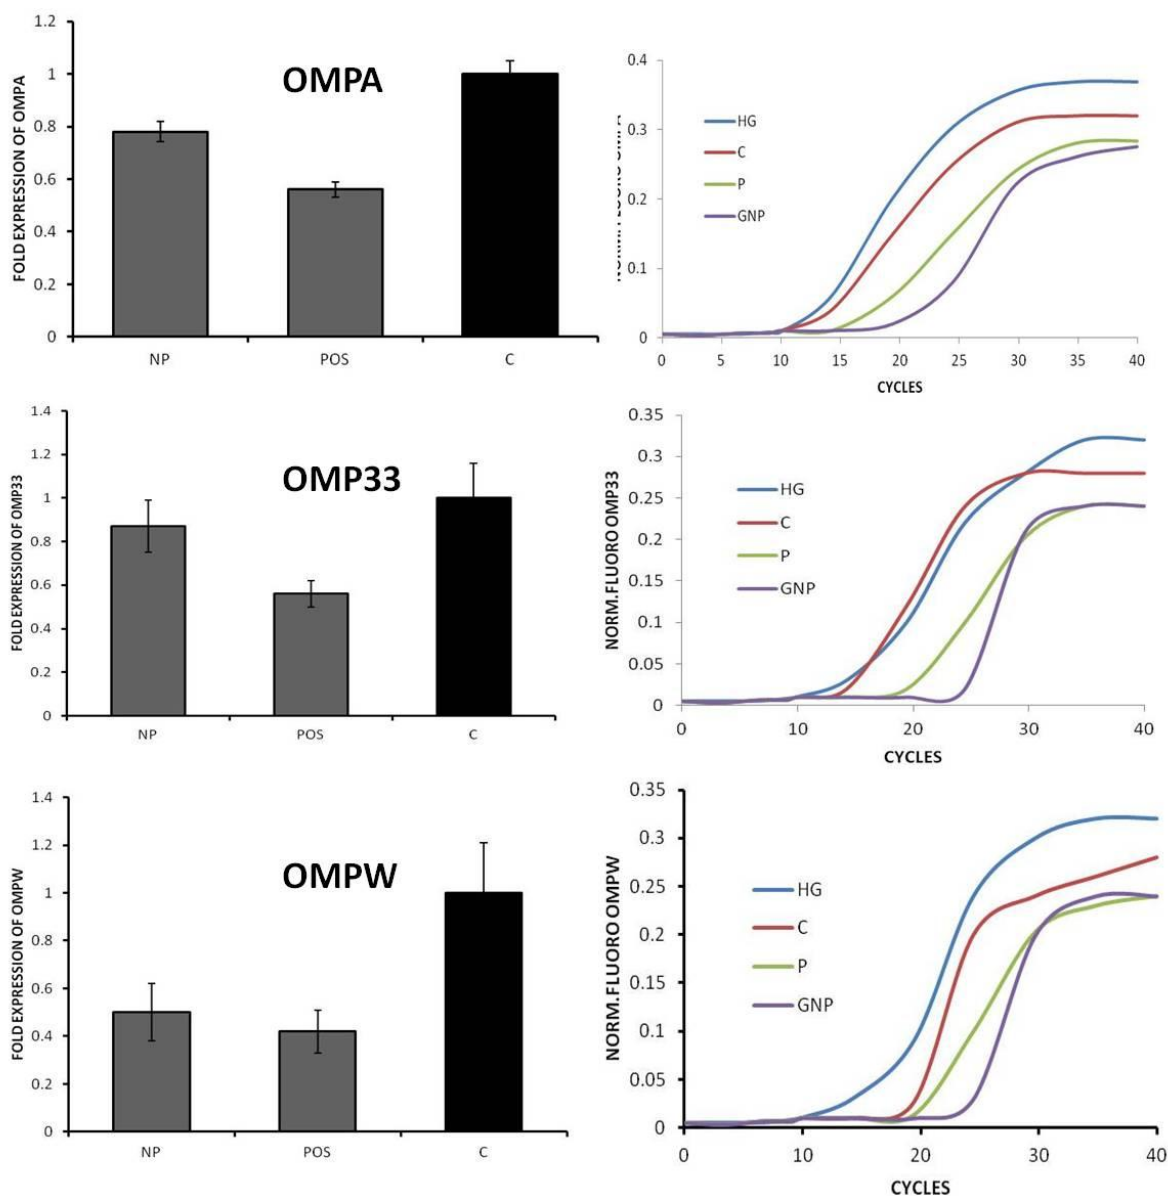 FOLD EXPRESSION OF OMPA
1.2
1
0.8
0.6
0.4
0.2
0
OMPA
NP POS C
0.4
0.3
0.2
0.1
0
HG
C
P
GNP
0 5 10 15 20 25 30 35 40
CYCLES
FOLD EXPRESSION OF OMP33
1.4
1.2
1
0.8
0.6
0.4
0.2
0
OMP33
NP POS C
NORM.FLUORO OMP33
0.35
0.3
0.25
0.2
0.15
0.1
0.05
0
HG
C
P
GNP
0 10 20 30 40
CYCLES
FOLD EXPRESSION OF OMPW
1.4
1.2
1
0.8
0.6
0.4
0.2
0
OMPW
NP POS C
NORM.FLUORO OMPW
0.35
0.3
0.25
0.2
0.15
0.1
0.05
0
HG
C
P
GNP
0 10 20 30 40
CYCLES